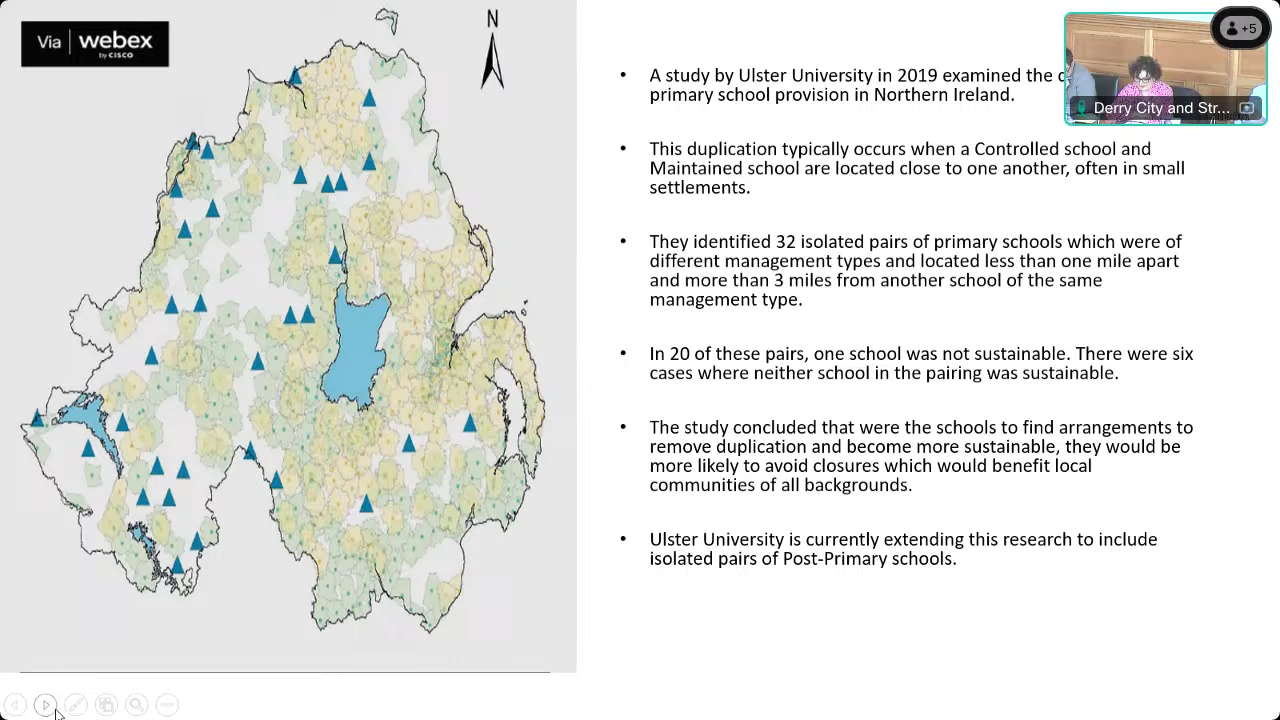 Via webex
by CISCO
N
+5
Derry City and Str...
• A study by Ulster University in 2019 examined the
primary school provision in Northern Ireland.
• This duplication typically occurs when a Controlled school and
Maintained school are located close to one another, often in small
settlements.
• They identified 32 isolated pairs of primary schools which were of
different management types and located less than one mile apart
and more than 3 miles from another school of the same
management type.
• In 20 of these pairs, one school was not sustainable. There were six
cases where neither school in the pairing was sustainable.
• The study concluded that were the schools to find arrangements to
remove duplication and become more sustainable, they would be
more likely to avoid closures which would benefit local
communities of all backgrounds.
• Ulster University is currently extending this research to include
isolated pairs of Post-Primary schools.